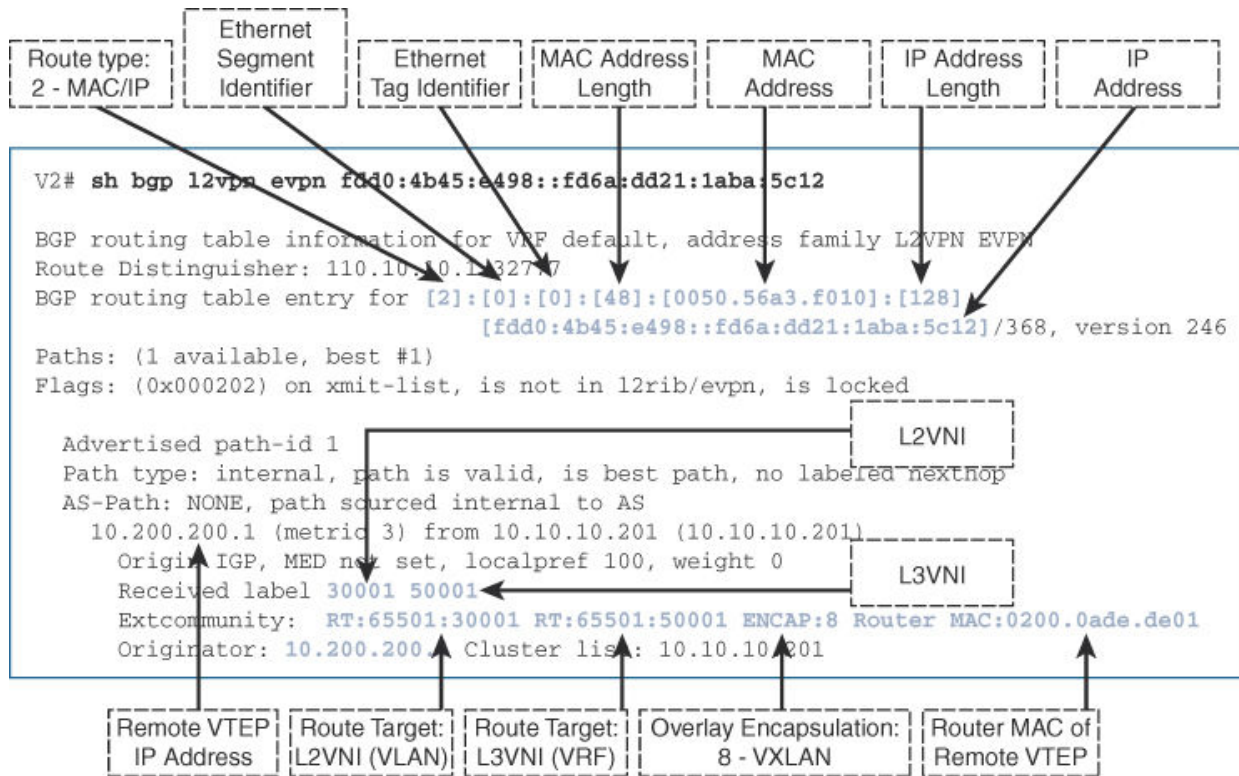 Route type:
2 - MAC/IP
Ethernet
Segment
Identifier
Ethernet
Tag Identifier
MAC Address
Length
MAC
Address
IP Address
Length
IP
Address
V2# sh bgp l2vpn evpn fdd0:4b45:e498::fd6a:dd21:1aba:5c12
BGP routing table information for VRF default, address family L2VPN EVPN
Route Distinguisher:
BGP routing table entry for [2]:[0]:[0]:[48]:[0050.56a3.f010]:[128]
[fdd0:4b45:e498::fd6a:dd21:1aba:5c12]/368, version 246
Paths: (1 available, best #1)
Flags: (0x000202) on xmit-list, is not in l2rib/evpn, is locked
L2VNI
Advertised path-id 1
Path type: internal, path is valid, is best path, no labeled nexthop
AS-Path: NONE, path sourced internal to AS
10.200.200.1 (metric 3) from 10.10.10.201 (10.10.10.201)
Origin IGP, MED not set, localpref 100, weight 0
L3VNI
Received label 30001 50001
Extcommunity: RT:65501:30001 RT:65501:50001 ENCAP:8 Router MAC:0200.0ade.de01
Originator: 10.200.200. Cluster list: 10.10.10.201
Remote VTEP
IP Address
Route Target:
L2VNI (VLAN)
Route Target:
L3VNI (VRF)
Overlay Encapsulation:
8 - VXLAN
Router MAC of
Remote VTEP